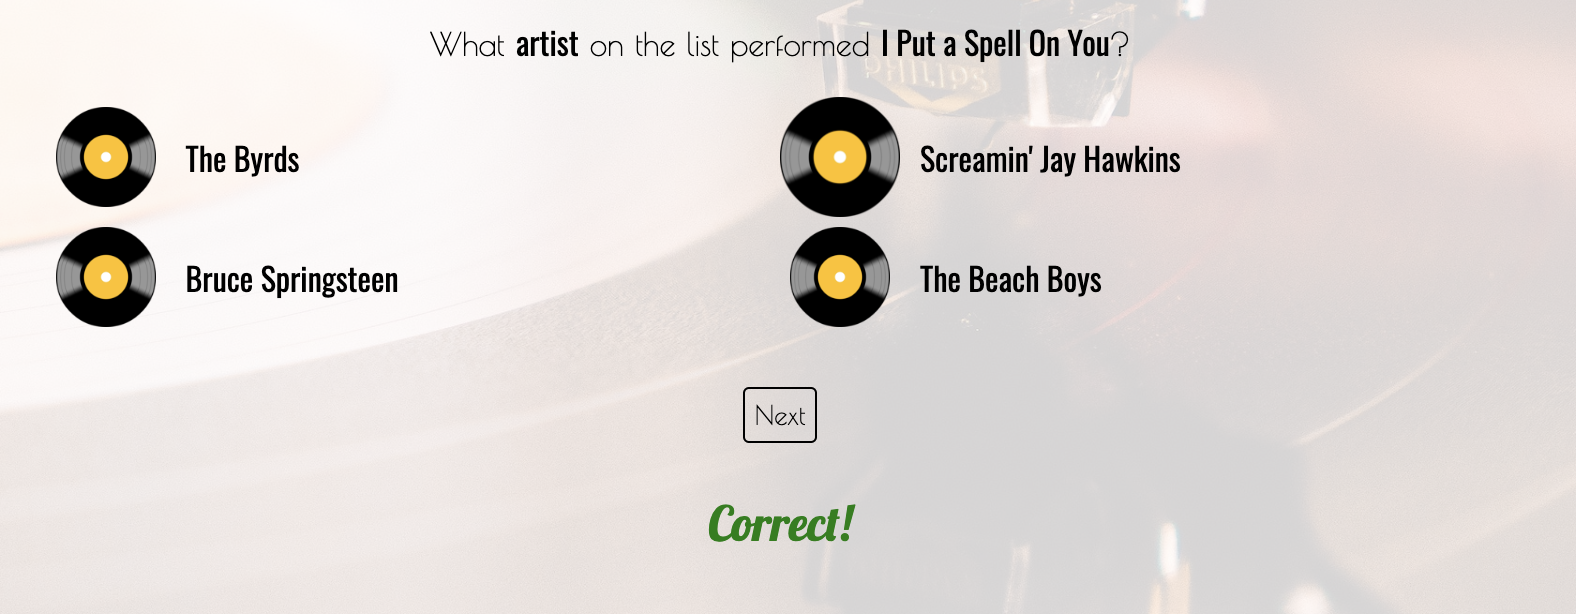 What artist on the list performed I Put a Spell On You?
PHILIPS
The Byrds
Screamin' Jay Hawkins
Bruce Springsteen
The Beach Boys
Next
Correct!